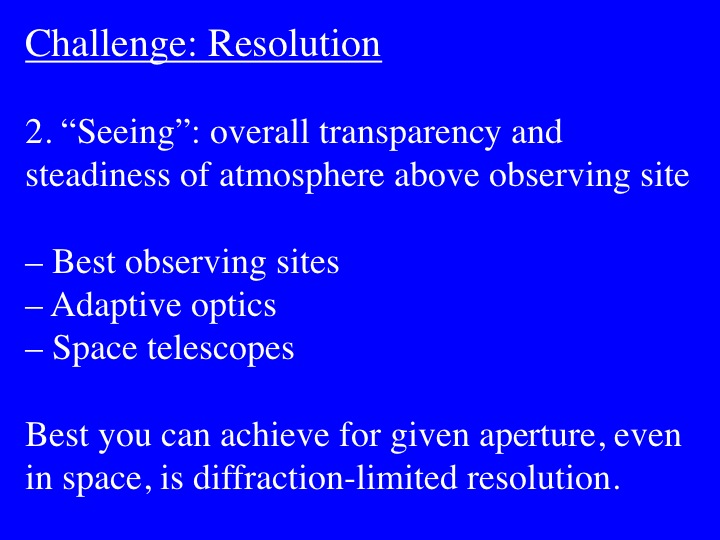 Challenge: Resolution
2. “Seeing”: overall transparency and
steadiness of atmosphere above observing site
– Best observing sites
– Adaptive optics
– Space telescopes
Best you can achieve for given aperture, even
in space, is diffraction-limited resolution.